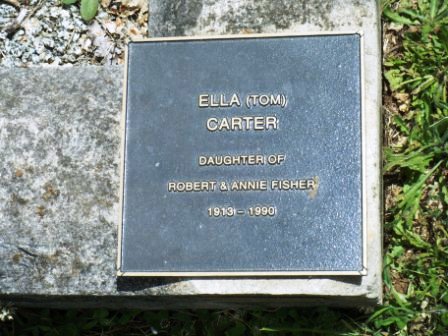 ELLA (TOM)
CARTER
DAUGHTER OF
ROBERT & ANNIE FISHER
1913 - 1990